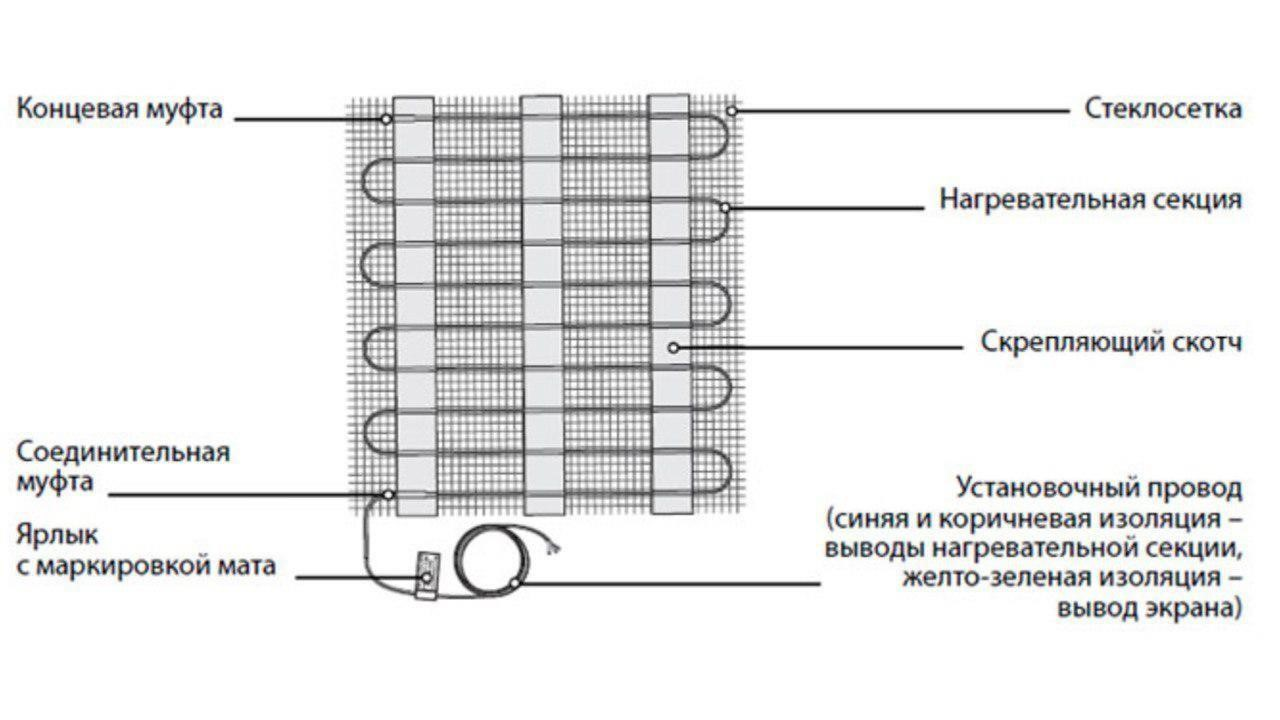 Концевая муфта
Стеклосетка
Нагревательная секция
Скрепляющий скотч
Соединительная
муфта
Ярлык
с маркировкой мата
Установочный провод
(синяя и коричневая изоляция –
выводы нагревательной секции,
желто-зеленая изоляция –
вывод экрана)